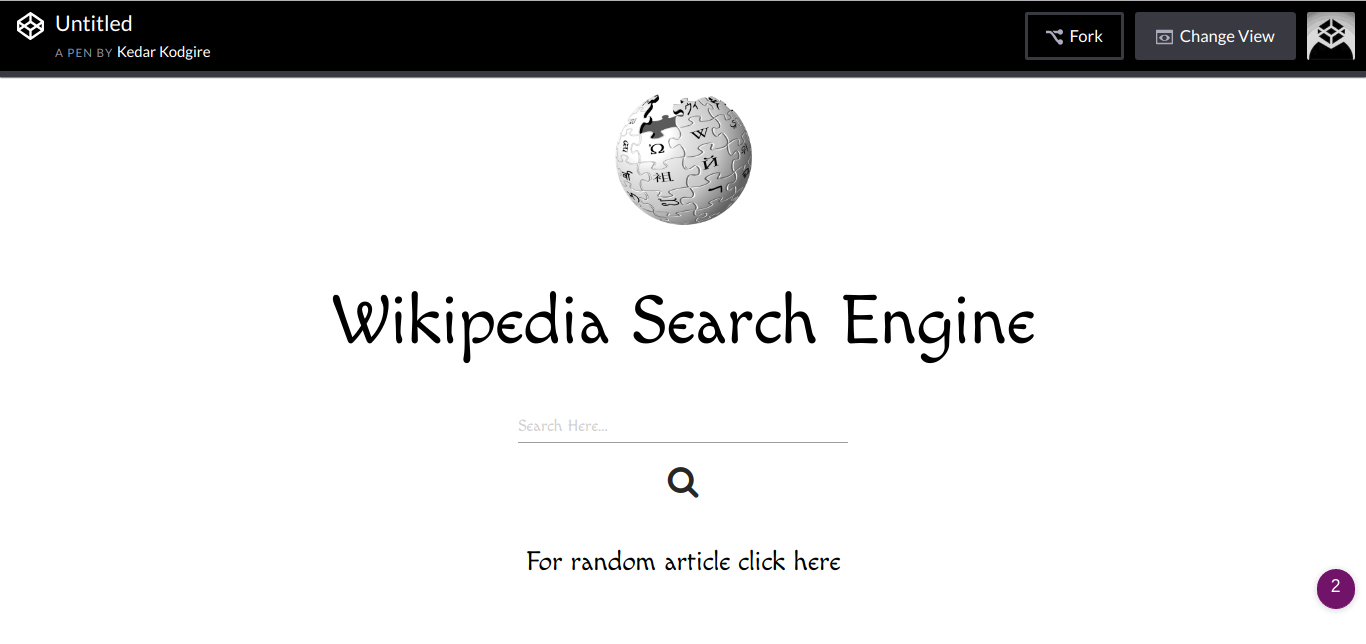 Untitled
A PEN BY Kedar Kodgire
Fork
Change View
Ω W
祖 Й
Wikipedia Search Engine
Search Here...
For random article click here
2